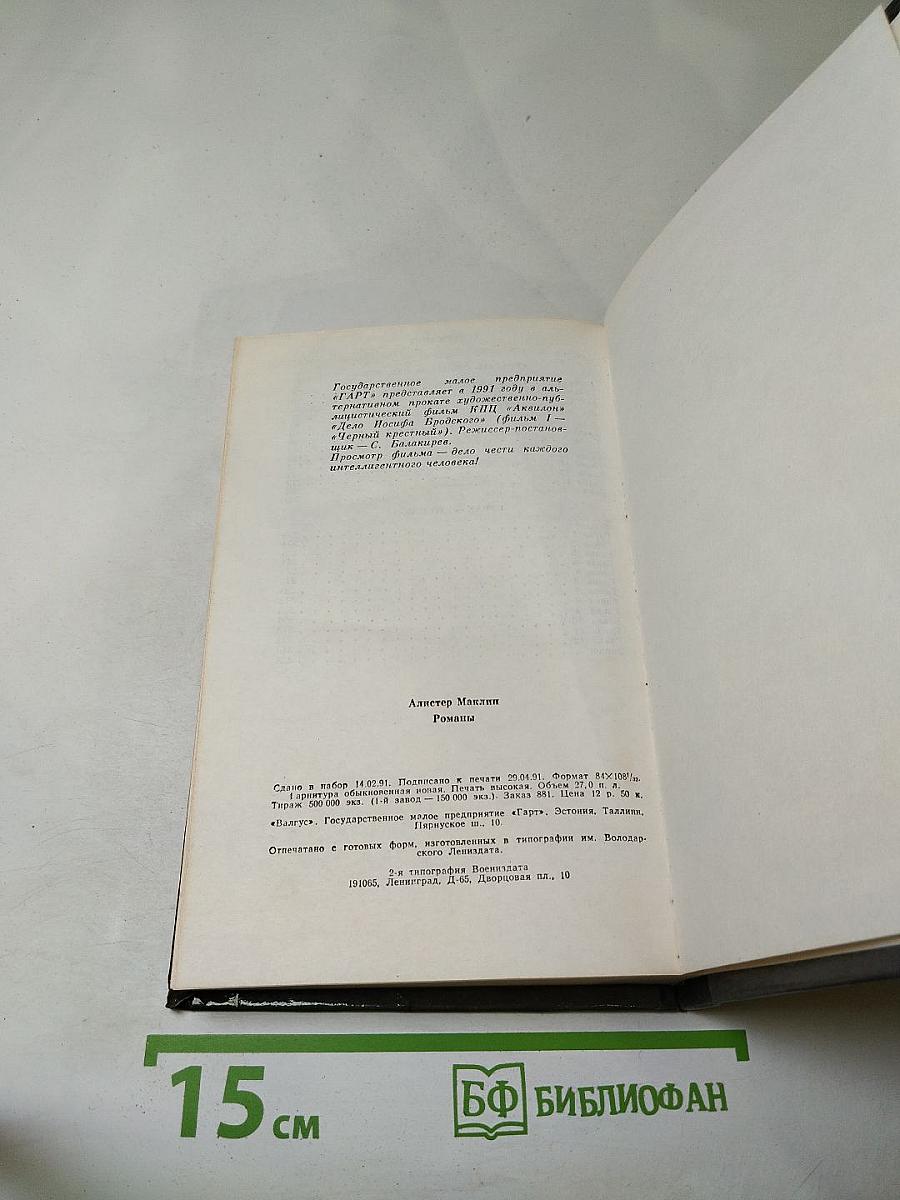 Государственное малое предприятие
«ГАРТ» представляет в 1991 году в аль-
тернативном прокате художественно-пуб-
лицистический фильм КПЦ «Аквилон»
«Дело Иосифа Бродского» (фильм I —
«Черный крестный»). Режиссер-постанов-
щик — С. Балакирев.
Просмотр фильма — дело чести каждого
интеллигентного человека!
Алистер Маклин
Романы
Сдано в набор 14.02.91. Подписано к печати 29.04.91. Формат 84×108¹/₃₂.
Гарнитура обыкновенная новая. Печать высокая. Объем 27,0 п. л.
Тираж 500 000 экз. (1-й завод — 150 000 экз.). Заказ 881. Цена 12 р. 50 к.
«Валгус». Государственное малое предприятие «Гарт». Эстония, Таллинн,
Пярнуское ш., 10.
Отпечатано с готовых форм, изготовленных в типографии им. Володар-
ского Лениздата.
2-я типография Воениздата
191065, Ленинград, Д-65, Дворцовая пл., 10
15 см
БФ БИБЛИОФАН